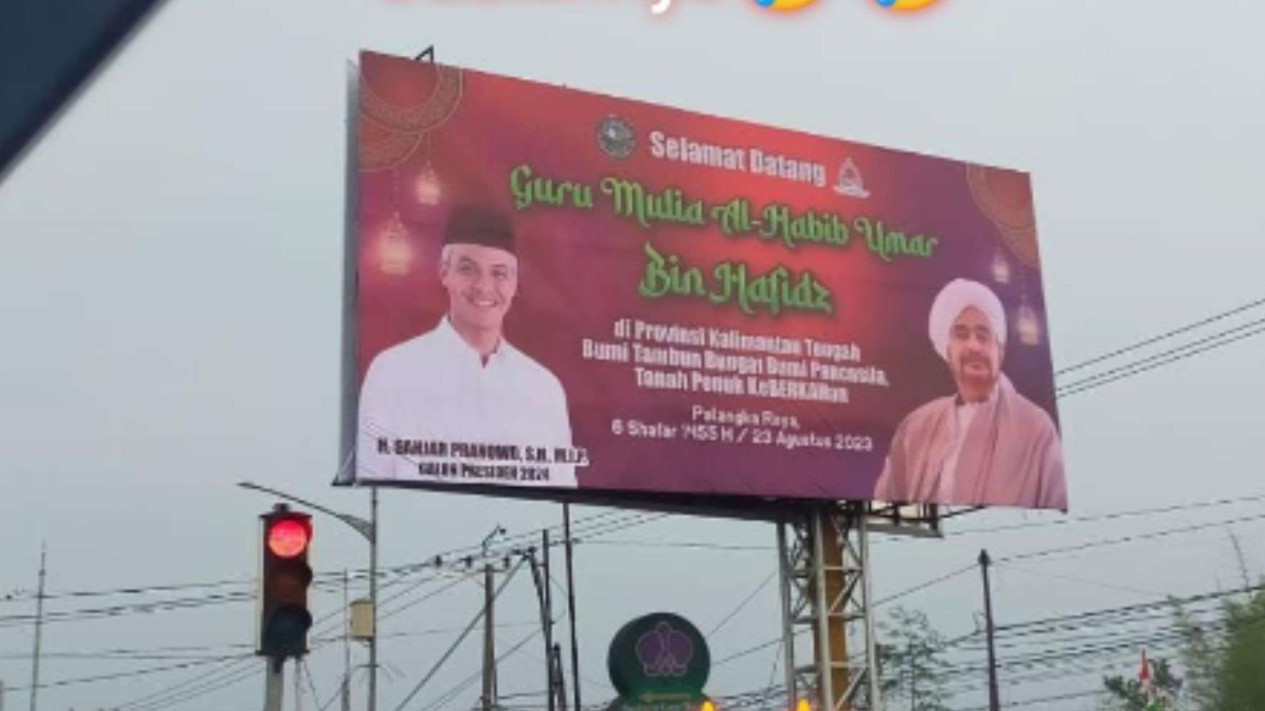 Selamat Datang
Guru Mulia Al-Habib Umar
Bin Hafidz
di Provinsi Kalimantan Tengah
Bumi Tambun Bungai Bumi Pancasila,
Tanah Penuh KeBERKAHan
Palangka Raya,
6 Shafar 1455 H / 23 Agustus 2023
H. GANJAR PRANOWO, S.H., M.I.P.
CALON PRESIDEN 2024